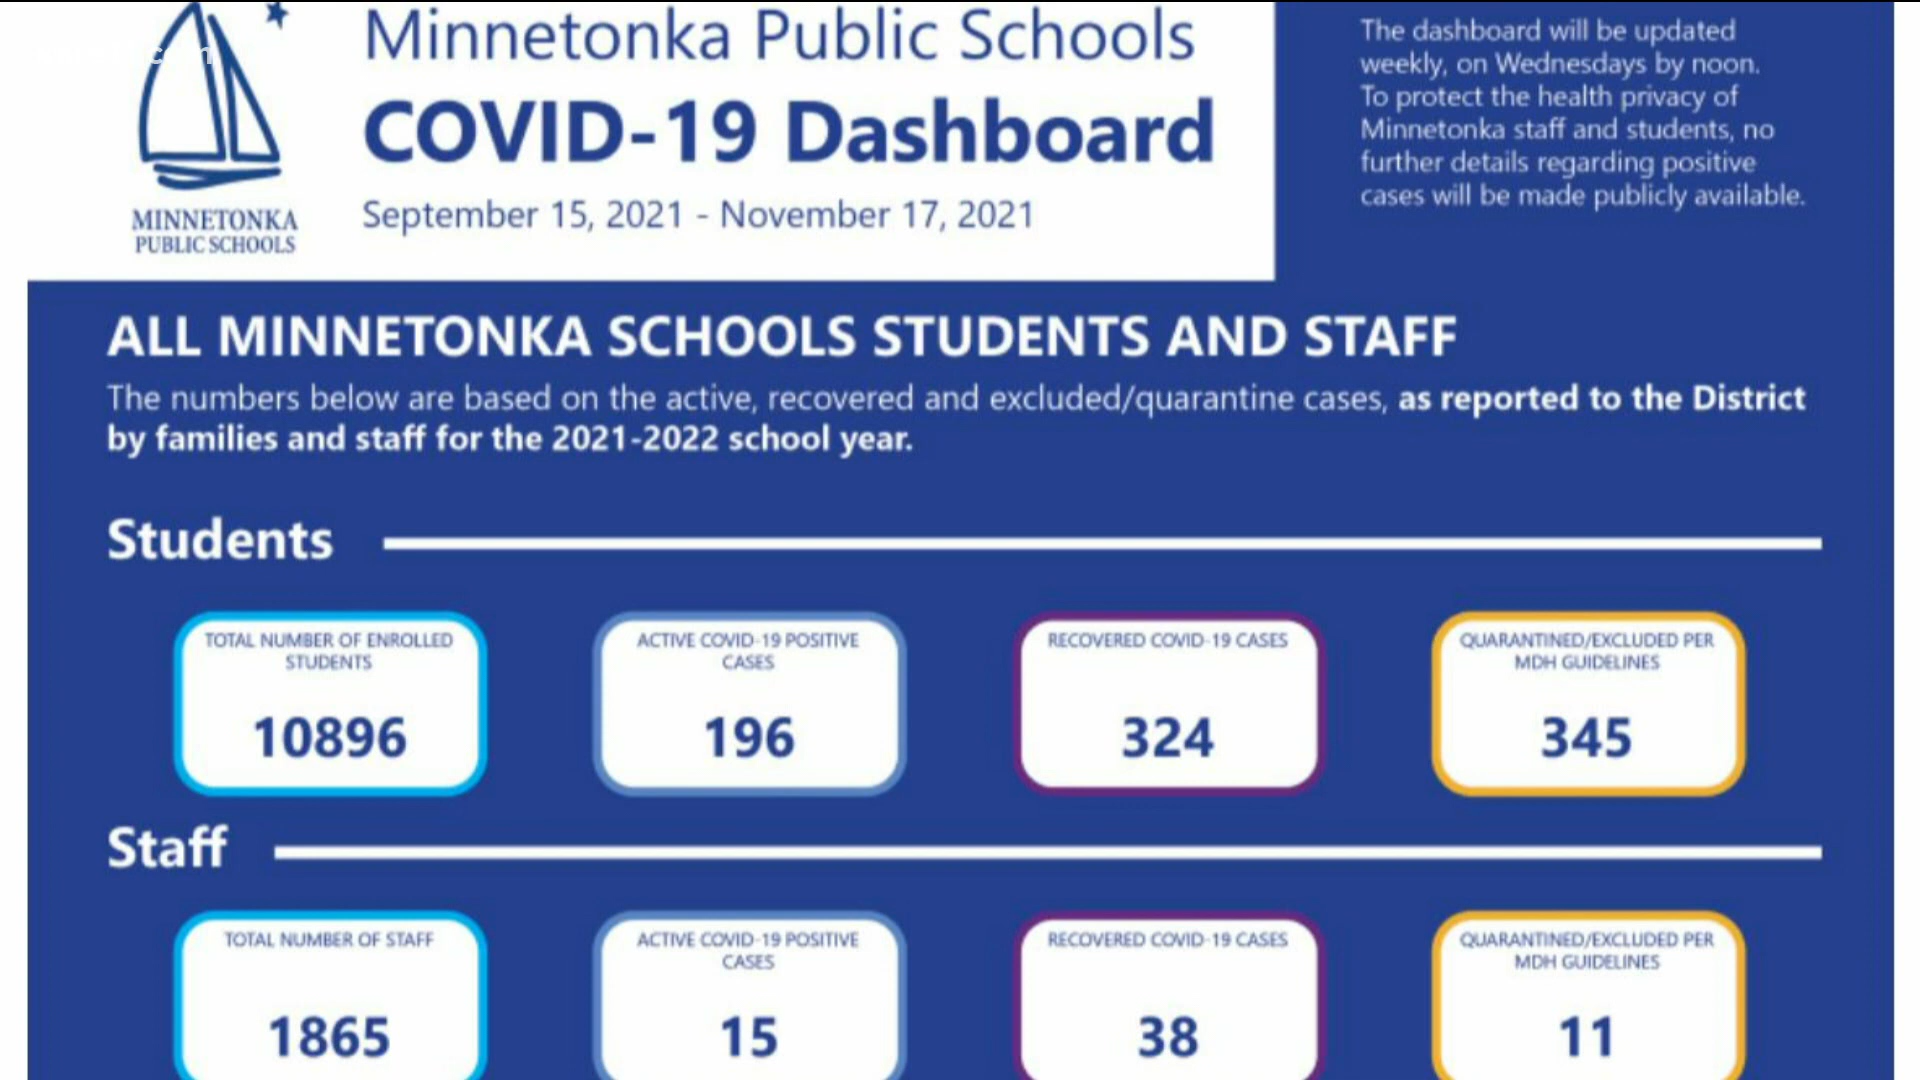 Minnetonka Public Schools
COVID-19 Dashboard
September 15, 2021 - November 17, 2021
MINNETONKA
PUBLIC SCHOOLS
The dashboard will be updated
weekly, on Wednesdays by noon.
To protect the health privacy of
Minnetonka staff and students, no
further details regarding positive
cases will be made publicly available.
ALL MINNETONKA SCHOOLS STUDENTS AND STAFF
The numbers below are based on the active, recovered and excluded/quarantine cases, as reported to the District
by families and staff for the 2021-2022 school year.
Students
TOTAL NUMBER OF ENROLLED
STUDENTS
10896
ACTIVE COVID-19 POSITIVE
CASES
196
RECOVERED COVID-19 CASES
324
QUARANTINED/EXCLUDED PER
MDH GUIDELINES
345
Staff
TOTAL NUMBER OF STAFF
1865
ACTIVE COVID-19 POSITIVE
CASES
15
RECOVERED COVID-19 CASES
38
QUARANTINED/EXCLUDED PER
MDH GUIDELINES
11